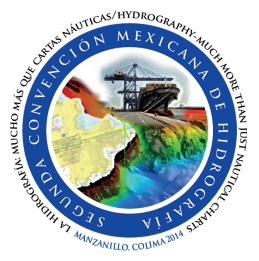 LA HIDROGRAFÍA: MUCHO MÁS QUE CARTAS NÁUTICAS/HYDROGRAPHY-MUCH MORE THAN JUST NAUTICAL CHARTS
SEGUNDA CONVENCIÓN MEXICANA DE HIDROGRAFÍA
MANZANILLO, COLIMA 2014